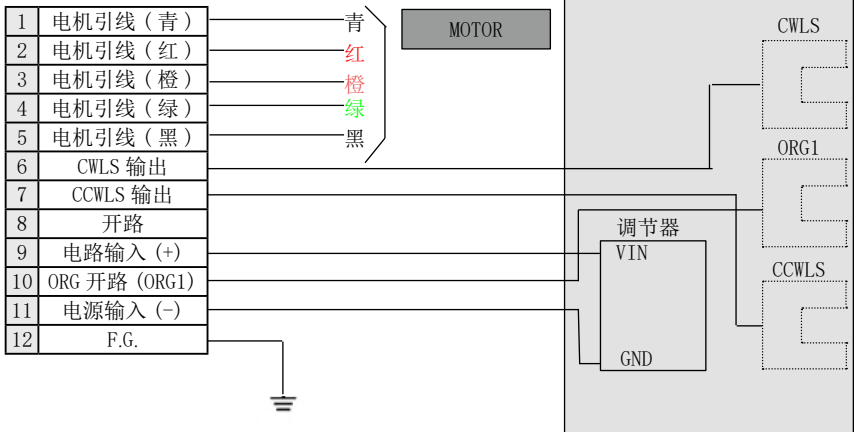 1 电机引线 ( 青 ) 青
2 电机引线 ( 红 ) 红
3 电机引线 ( 橙 ) 橙
4 电机引线 ( 绿 ) 绿
5 电机引线 ( 黑 ) 黑
6 CWLS 输出
7 CCWLS 输出
8 开路
9 电路输入 (+)
10 ORG 开路 (ORG1)
11 电源输入 (-)
12 F.G.
MOTOR
调节器
VIN
GND
CWLS
ORG1
CCWLS